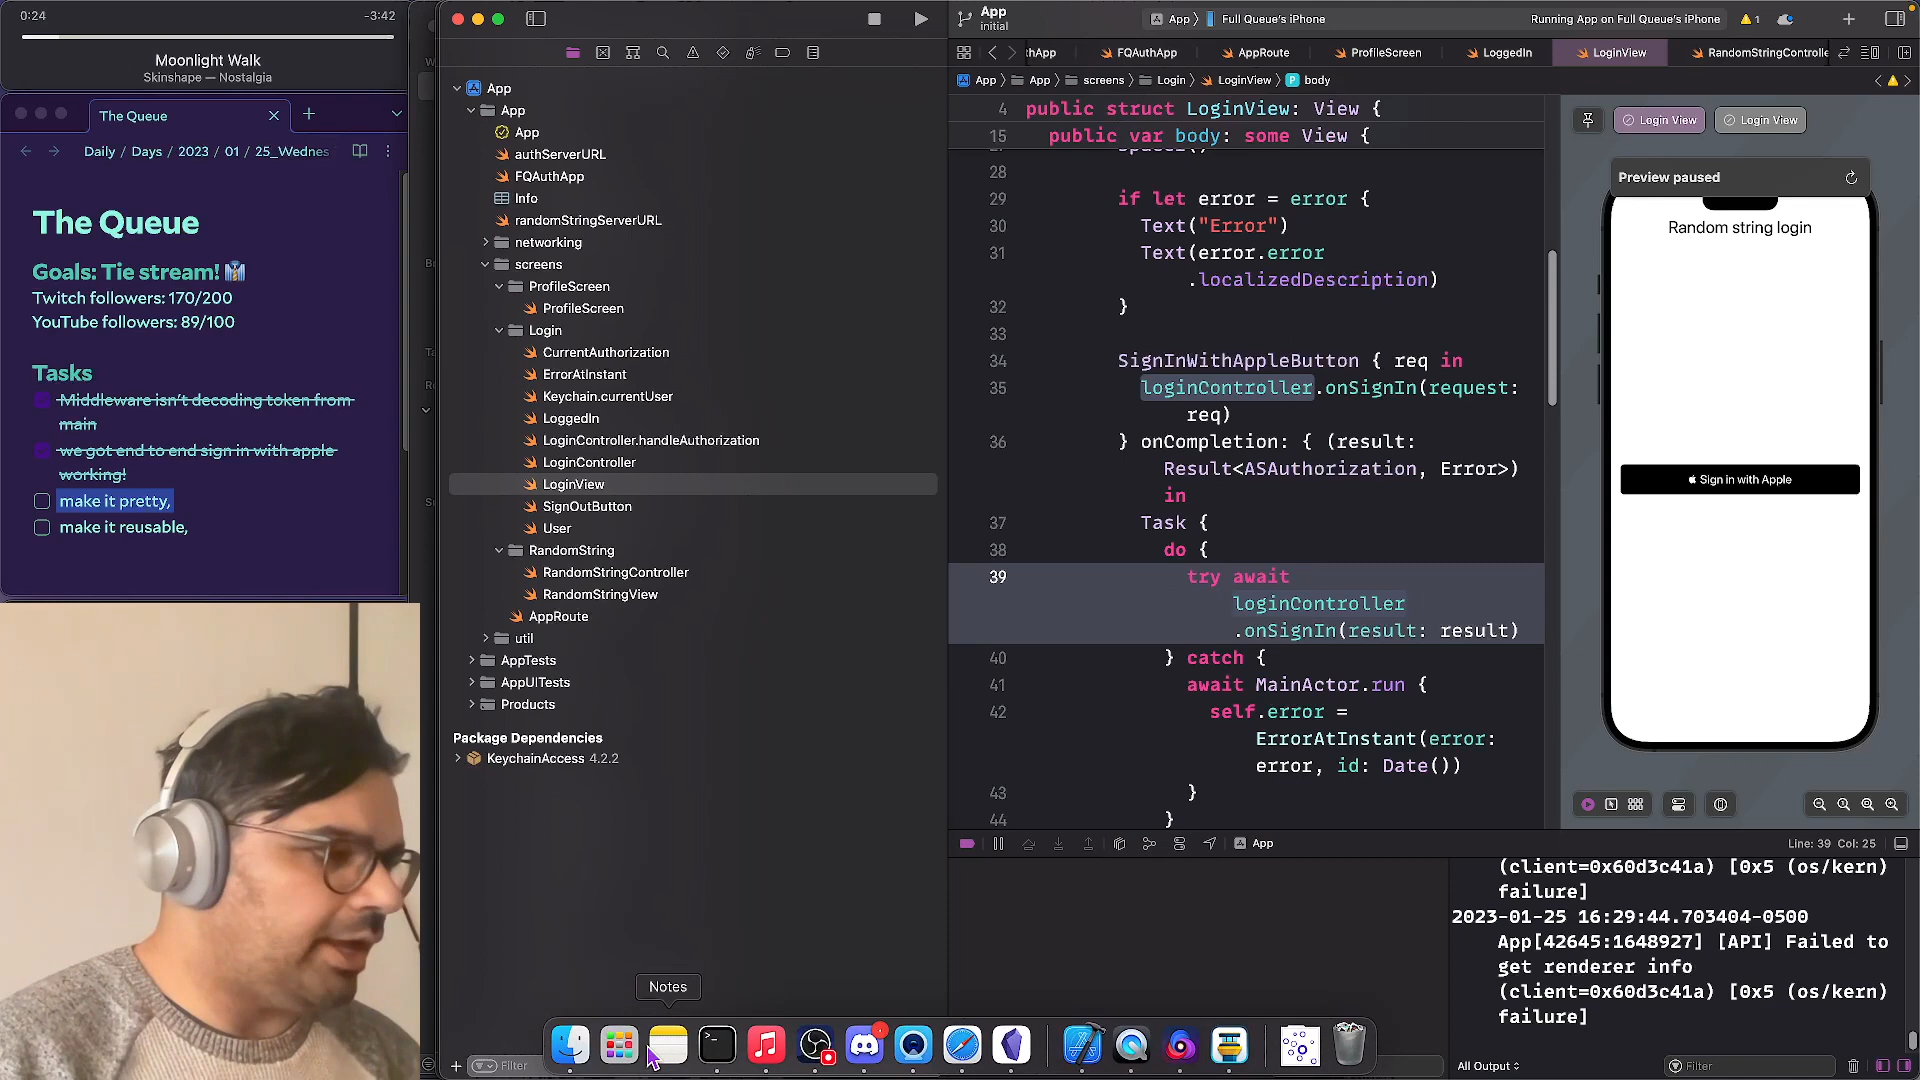 0:24
-3:42
Moonlight Walk
Skinshape — Nostalgia
The Queue
Daily / Days / 2023 / 01 / 25_Wednes
The Queue
Goals: Tie stream! 👔
Twitch followers: 170/200
YouTube followers: 89/100
Tasks
Middleware isn't decoding token from
main
we got end to end sign in with apple
working!
make it pretty,
make it reusable,
App
App
App
authServerURL
FQAuthApp
Info
randomStringServerURL
networking
screens
ProfileScreen
ProfileScreen
Login
CurrentAuthorization
ErrorAtInstant
Keychain.currentUser
LoggedIn
LoginController.handleAuthorization
LoginController
LoginView
SignOutButton
User
RandomString
RandomStringController
RandomStringView
AppRoute
util
AppTests
AppUITests
Products
Package Dependencies
KeychainAccess 4.2.2
Notes
Filter
App
initial
App
Full Queue's iPhone
Running App on Full Queue's iPhone
1
thApp
FQAuthApp
AppRoute
ProfileScreen
LoggedIn
LoginView
RandomStringControlle
App
App
screens
Login
LoginView
body
4 public struct LoginView: View {
15 public var body: some View {
28
29 if let error = error {
30 Text("Error")
31 Text(error.error
.localizedDescription)
32 }
33
34 SignInWithAppleButton { req in
35 loginController.onSignIn(request:
req)
36 } onCompletion: { (result:
Result<ASAuthorization, Error>)
in
37 Task {
38 do {
39 try await
loginController
.onSignIn(result: result)
40 } catch {
41 await MainActor.run {
42 self.error =
ErrorAtInstant(error:
error, id: Date())
43 }
44 }
Login View
Login View
Preview paused
Random string login
Sign in with Apple
App
Line: 39 Col: 25
(client=0x60d3c41a) [0x5 (os/kern)
failure]
2023-01-25 16:29:44.703404-0500
App[42645:1648927] [API] Failed to
get renderer info
(client=0x60d3c41a) [0x5 (os/kern)
failure]
All Output
Filter